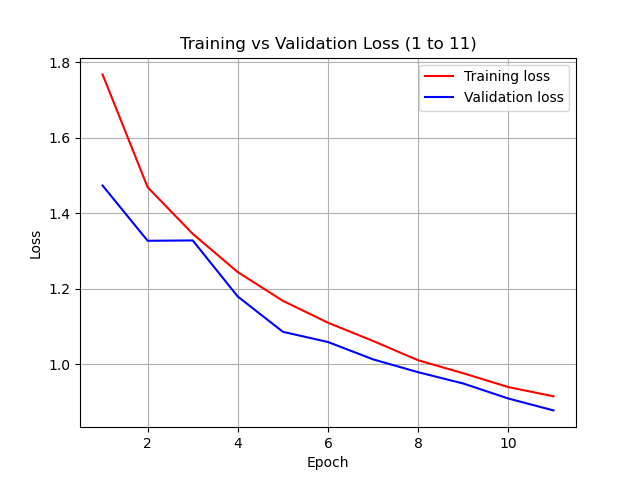 Training vs Validation Loss (1 to 11)
Training loss
Validation loss
Loss
1.8
1.6
1.4
1.2
1.0
2 4 6 8 10
Epoch